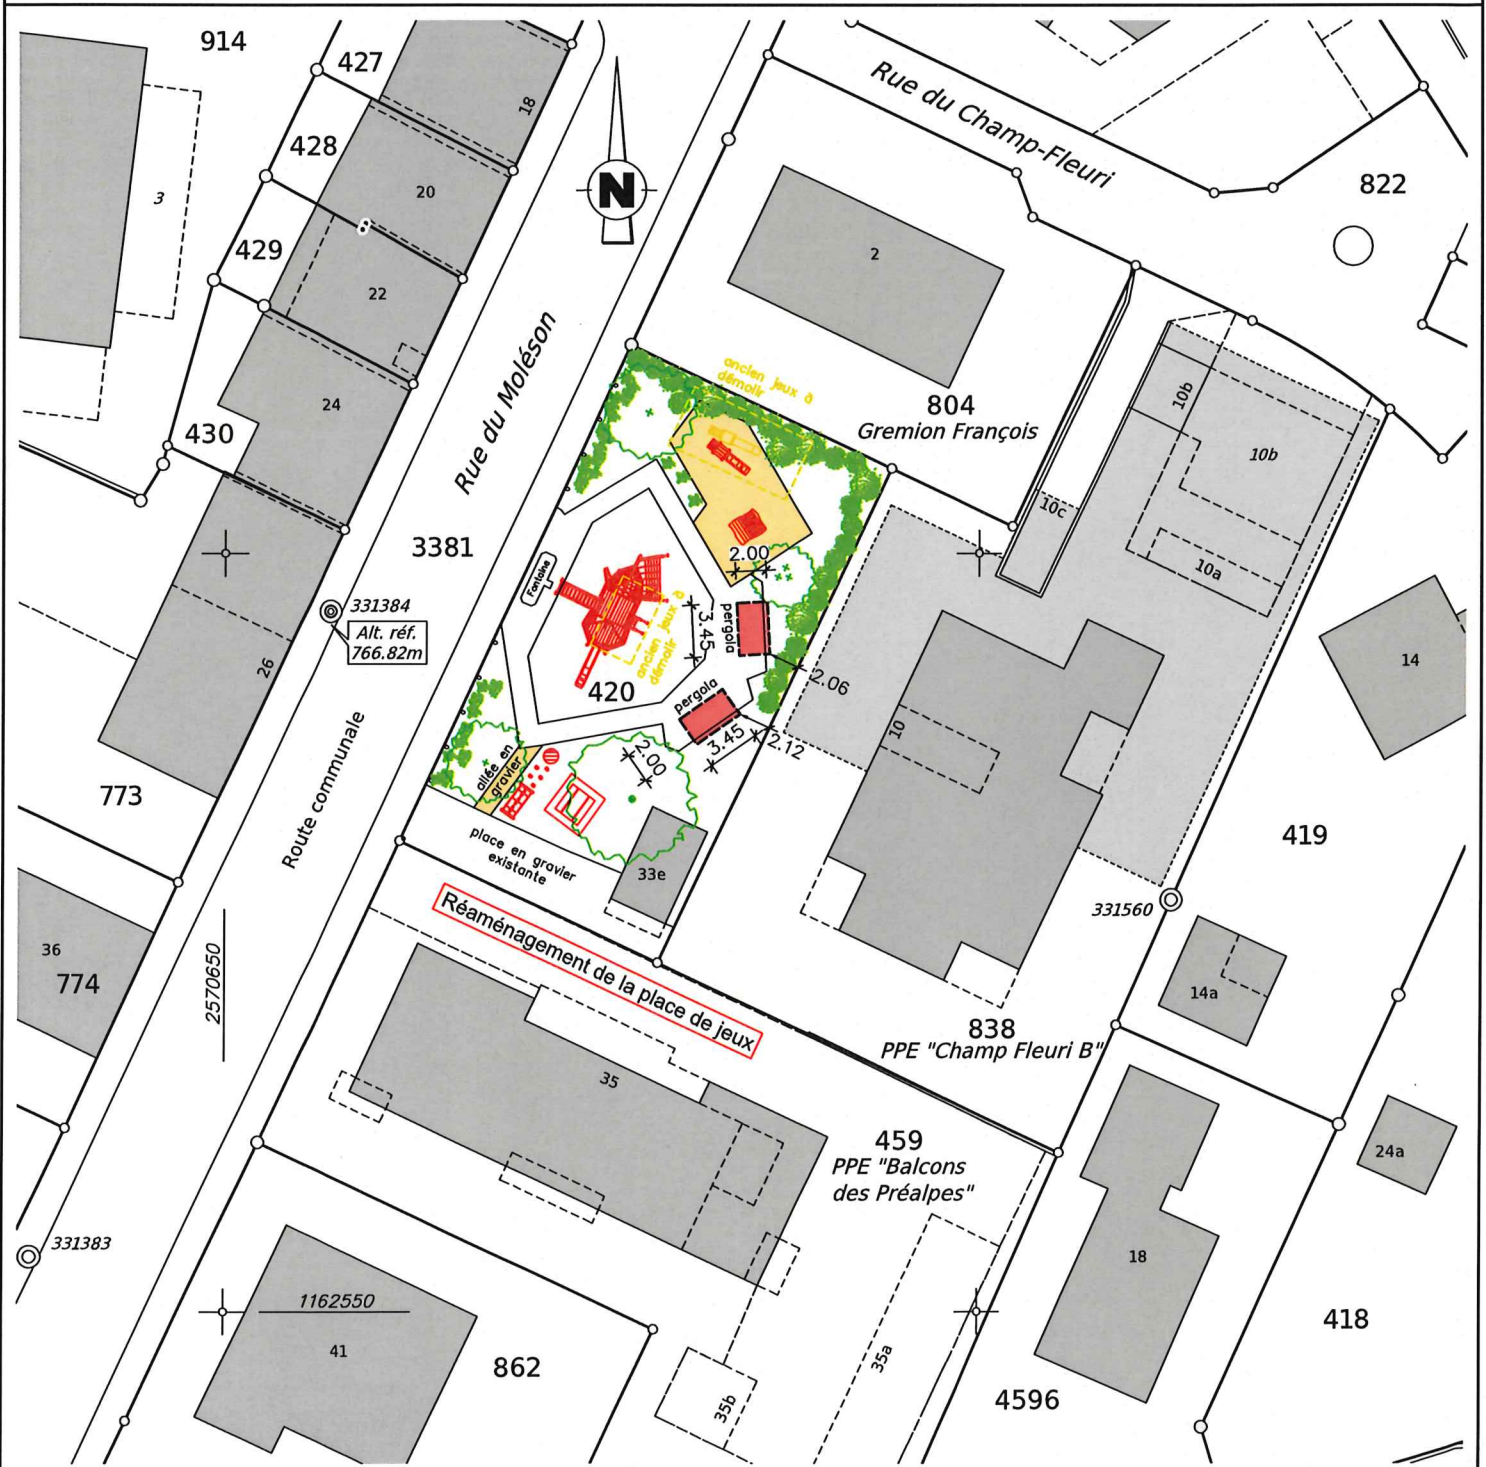 914
427
18
Rue du Champ-Fleuri
428
822
3
20
N
429
2
22
Rue du Moléson
ancien jeux à
démolir
10b
24
804
Gremion François
430
10b
10c
3381
2.00
10a
Fontaine
331384
Alt. réf.
766.82m
pergola
3.45
ancien jeux à
démolir
14
26
420
pergola
2.06
10
3.45
2.12
2.00
allée en
gravier
773
Route communale
419
place en gravier
existante
33e
331560
Réaménagement de la place de jeux
36
774
2570650
14a
838
PPE "Champ Fleuri B"
35
459
PPE "Balcons
des Préalpes"
24a
331383
18
1162550
418
41
862
35a
35b
4596